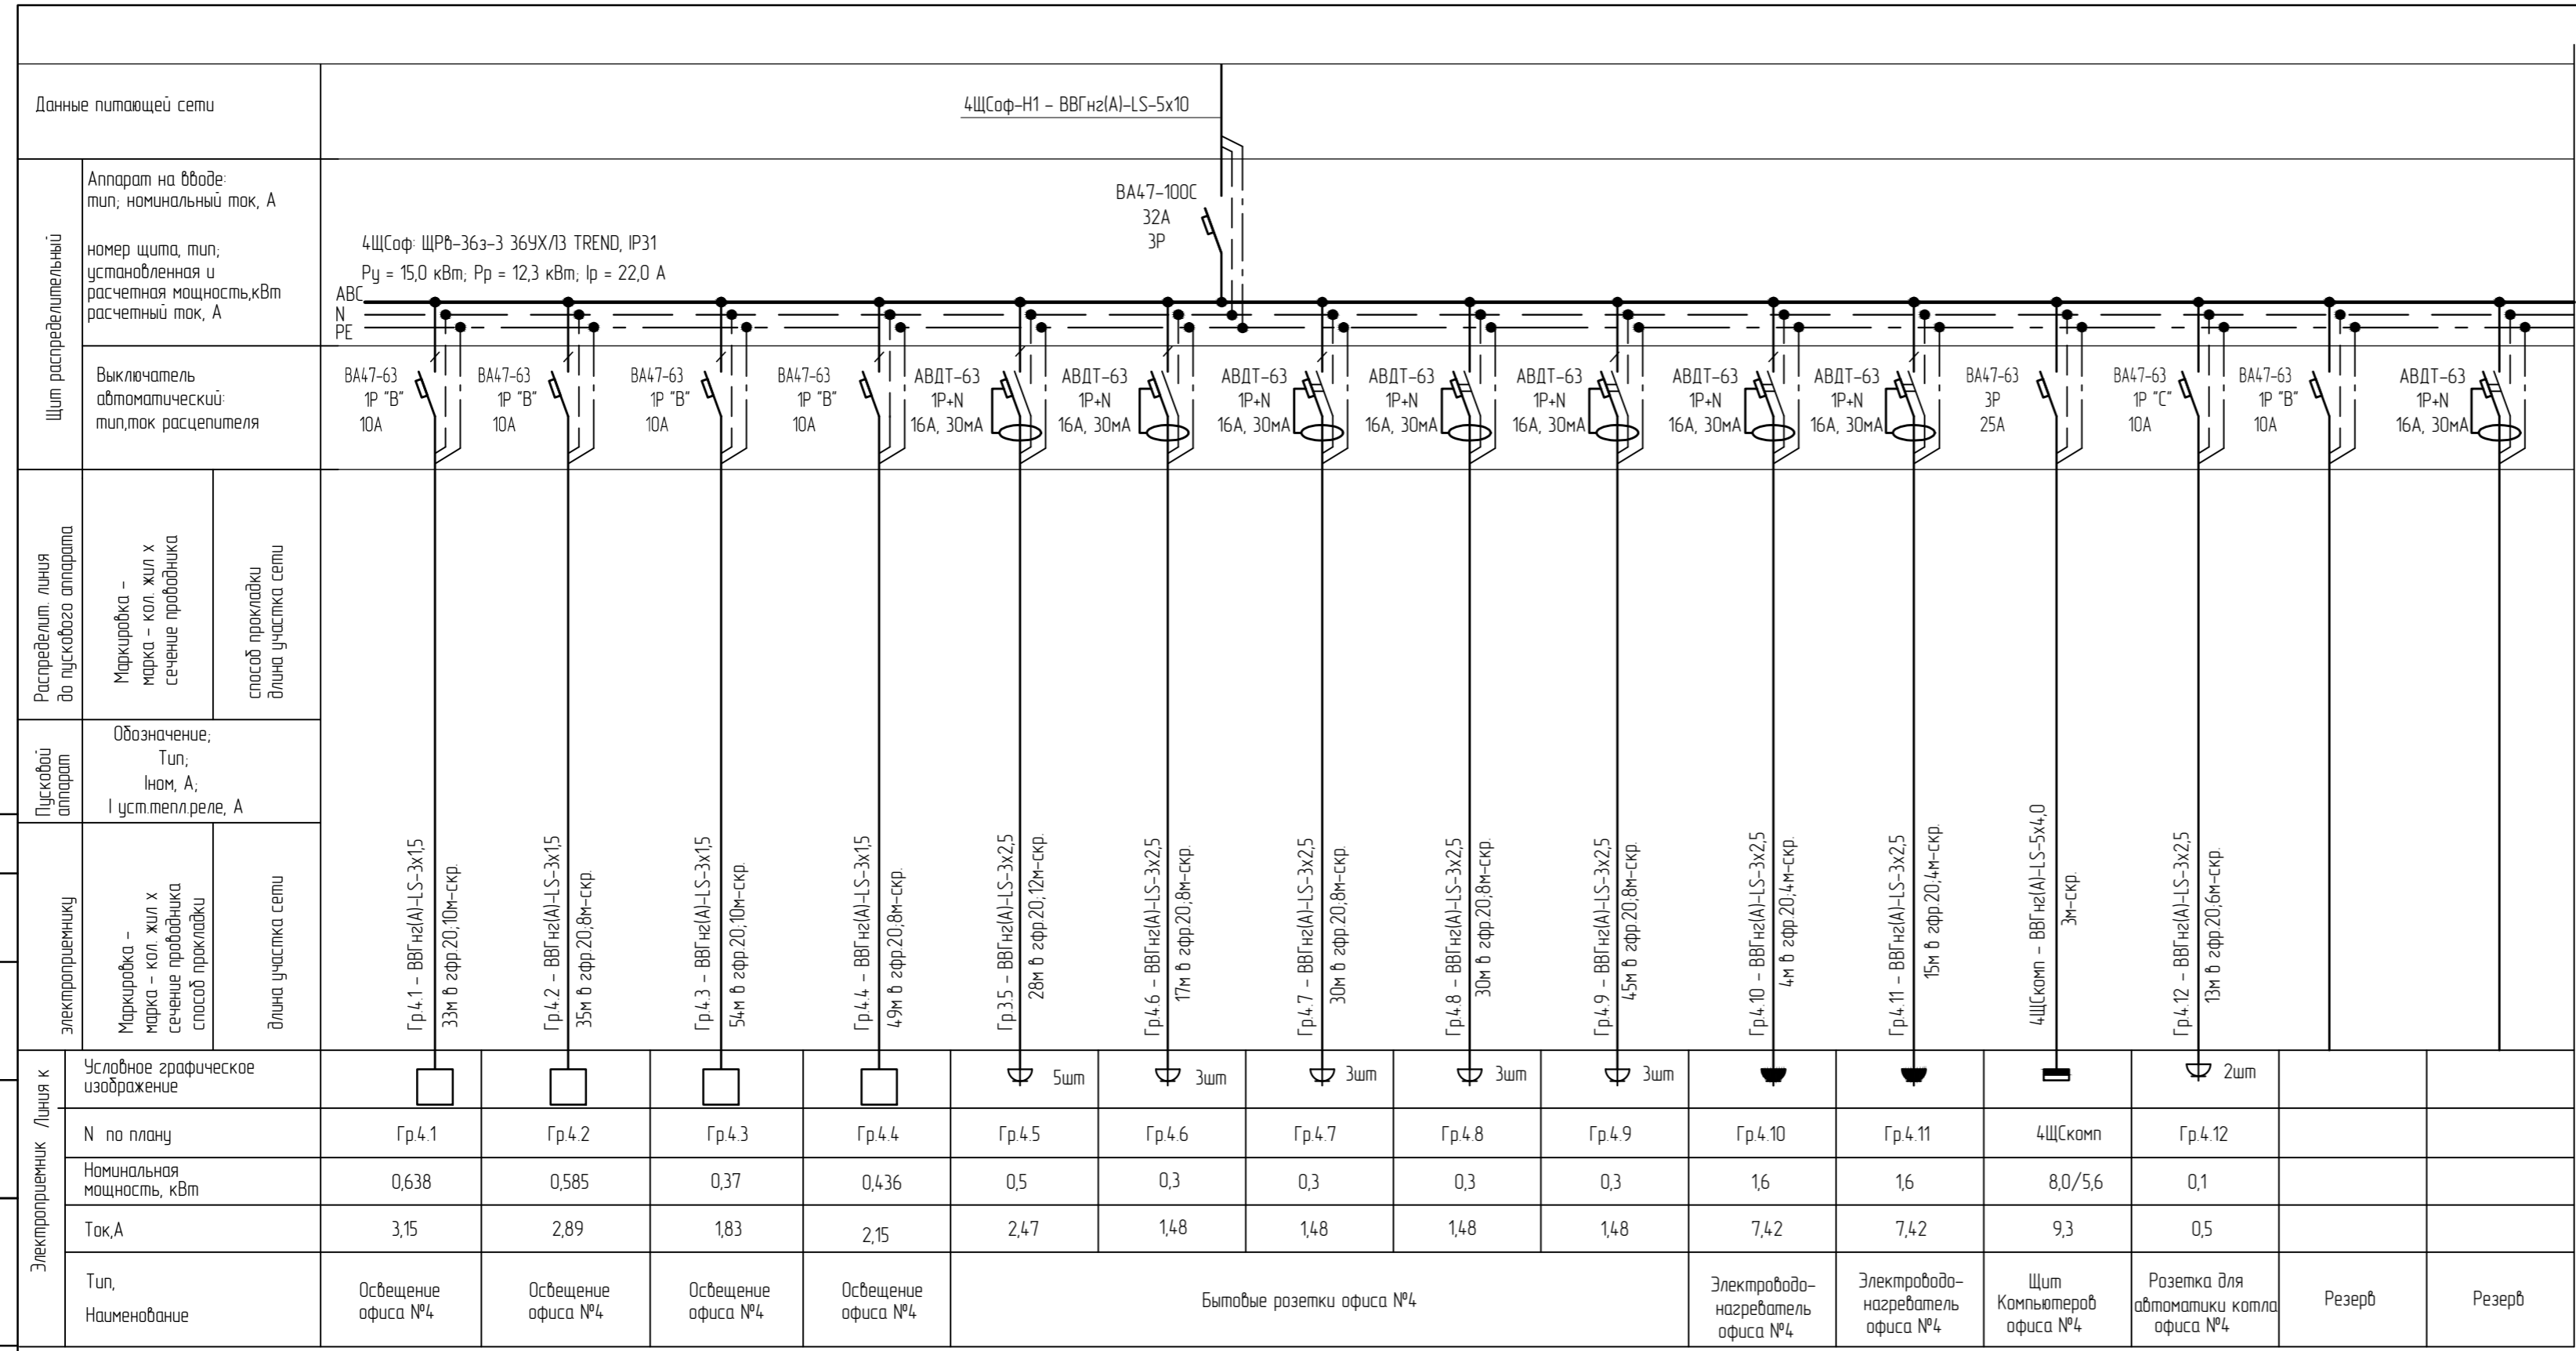 Данные питающей сети
4ЩСоф-Н1 - ВВГнг(А)-LS-5х10
Щит распределительный
Аппарат на вводе:
тип; номинальный ток, А
номер щита, тип;
установленная и
расчетная мощность,кВт
расчетный ток, А
4ЩСоф: ЩРв-36з-3 36УХЛ3 TREND, IP31
Ру = 15,0 кВт; Рр = 12,3 кВт; Iр = 22,0 А
ВА47-100С
32А
3Р
АВС
N
PE
Выключатель
автоматический:
тип,ток расцепителя
ВА47-63
1Р "В"
10А
ВА47-63
1Р "В"
10А
ВА47-63
1Р "В"
10А
ВА47-63
1Р "В"
10А
АВДТ-63
1Р+N
16А, 30мА
АВДТ-63
1Р+N
16А, 30мА
АВДТ-63
1Р+N
16А, 30мА
АВДТ-63
1Р+N
16А, 30мА
АВДТ-63
1Р+N
16А, 30мА
АВДТ-63
1Р+N
16А, 30мА
АВДТ-63
1Р+N
16А, 30мА
ВА47-63
3Р
25А
ВА47-63
1Р "С"
10А
ВА47-63
1Р "В"
10А
АВДТ-63
1Р+N
16А, 30мА
Распределит. линия
до пускового аппарата
Маркировка -
марка - кол. жил х
сечение проводника
способ прокладки
длина участка сети
Пусковой
аппарат
Обозначение;
Тип;
Iном, А;
I уст.тепл.реле, А
электроприемнику
Маркировка -
марка - кол. жил х
сечение проводника
способ прокладки
длина участка сети
Гр.4.1 - ВВГнг(А)-LS-3х1,5
33м в гфр.20;10м-скр.
Гр.4.2 - ВВГнг(А)-LS-3х1,5
35м в гфр.20;8м-скр.
Гр.4.3 - ВВГнг(А)-LS-3х1,5
54м в гфр.20;10м-скр.
Гр.4.4 - ВВГнг(А)-LS-3х1,5
49м в гфр.20;8м-скр.
Гр.3.5 - ВВГнг(А)-LS-3х2,5
28м в гфр.20;12м-скр.
Гр.4.6 - ВВГнг(А)-LS-3х2,5
17м в гфр.20;8м-скр.
Гр.4.7 - ВВГнг(А)-LS-3х2,5
30м в гфр.20;8м-скр.
Гр.4.8 - ВВГнг(А)-LS-3х2,5
30м в гфр.20;8м-скр.
Гр.4.9 - ВВГнг(А)-LS-3х2,5
45м в гфр.20;8м-скр.
Гр.4.10 - ВВГнг(А)-LS-3х2,5
4м в гфр.20;4м-скр.
Гр.4.11 - ВВГнг(А)-LS-3х2,5
15м в гфр.20;4м-скр.
4ЩСкомп - ВВГнг(А)-LS-5х4,0
3м-скр.
Гр.4.12 - ВВГнг(А)-LS-3х2,5
13м в гфр.20;6м-скр.
Линия к
Условное графическое
изображение
5шт
3шт
3шт
3шт
3шт
2шт
Электроприемник
N по плану
Гр.4.1
Гр.4.2
Гр.4.3
Гр.4.4
Гр.4.5
Гр.4.6
Гр.4.7
Гр.4.8
Гр.4.9
Гр.4.10
Гр.4.11
4ЩСкомп
Гр.4.12
Номинальная
мощность, кВт
0,638
0,585
0,37
0,436
0,5
0,3
0,3
0,3
0,3
1,6
1,6
8,0/5,6
0,1
Ток,А
3,15
2,89
1,83
2,15
2,47
1,48
1,48
1,48
1,48
7,42
7,42
9,3
0,5
Тип,
Наименование
Освещение
офиса №4
Освещение
офиса №4
Освещение
офиса №4
Освещение
офиса №4
Бытовые розетки офиса №4
Электроводо-
нагреватель
офиса №4
Электроводо-
нагреватель
офиса №4
Щит
Компьютеров
офиса №4
Розетка для
автоматики котла
офиса №4
Резерв
Резерв